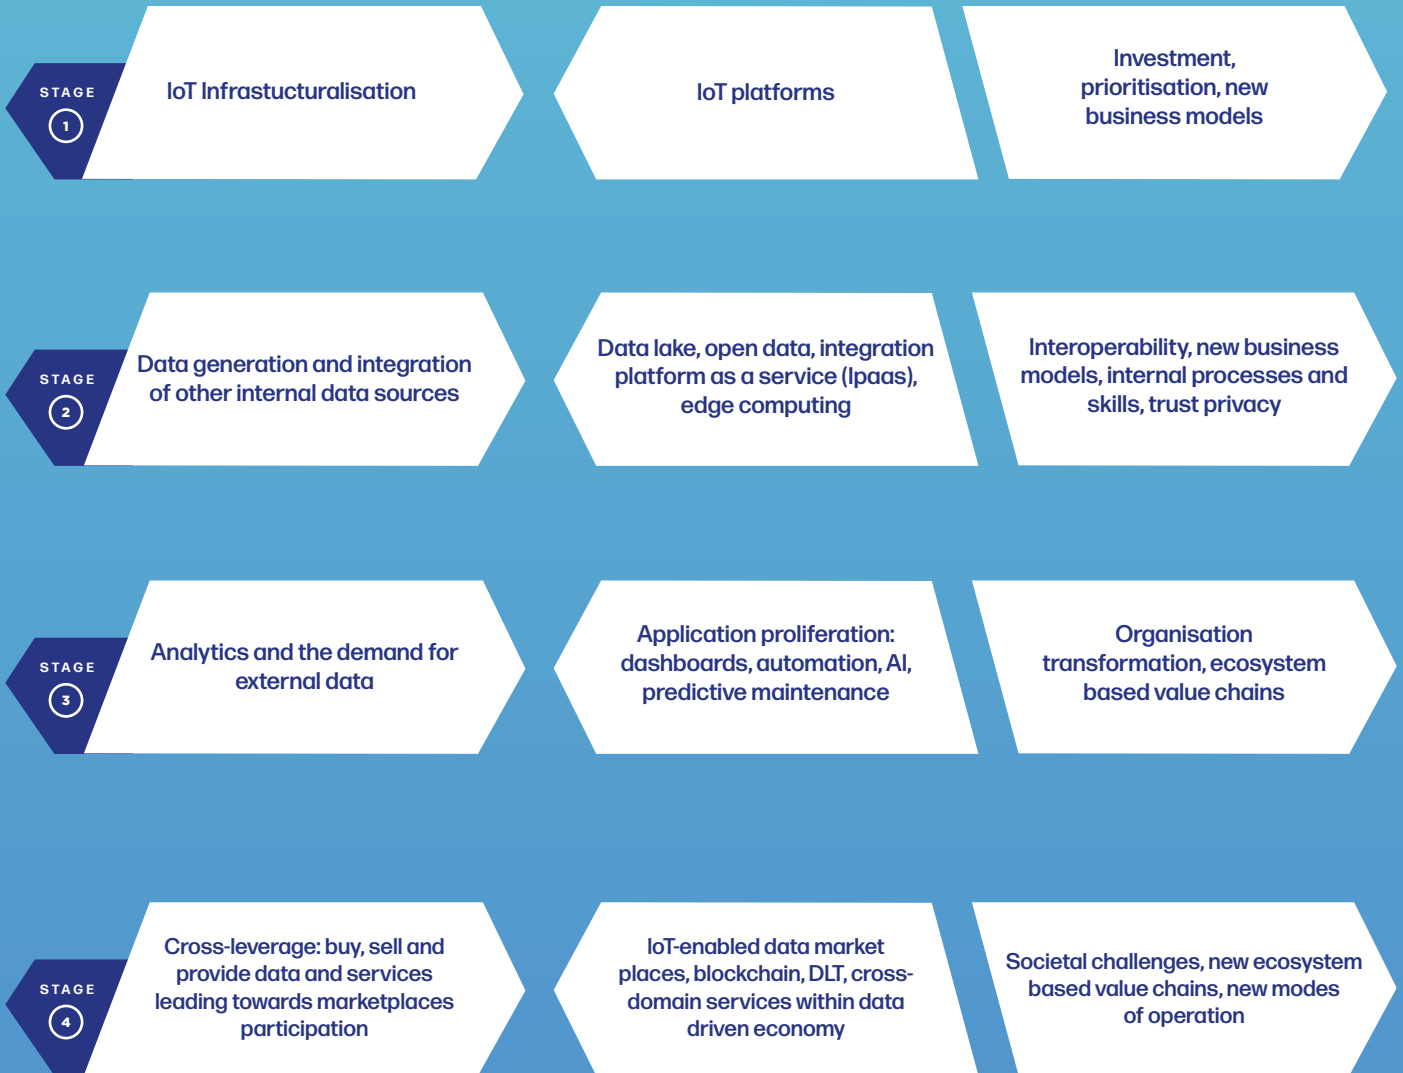 STAGE
1
IoT Infrastucturalisation
IoT platforms
Investment,
prioritisation, new
business models
STAGE
2
Data generation and integration
of other internal data sources
Data lake, open data, integration
platform as a service (Ipaas),
edge computing
Interoperability, new business
models, internal processes and
skills, trust privacy
STAGE
3
Analytics and the demand for
external data
Application proliferation:
dashboards, automation, AI,
predictive maintenance
Organisation
transformation, ecosystem
based value chains
STAGE
4
Cross-leverage: buy, sell and
provide data and services
leading towards marketplaces
participation
IoT-enabled data market
places, blockchain, DLT, cross-
domain services within data
driven economy
Societal challenges, new ecosystem
based value chains, new modes
of operation